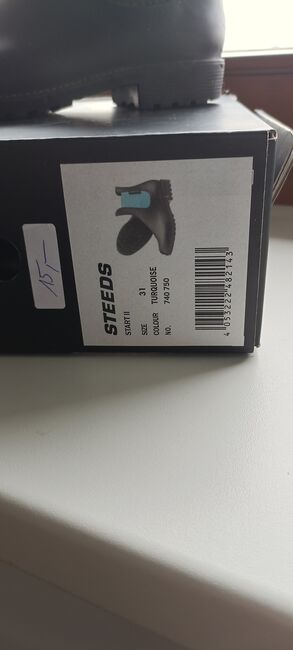 15,-
STEEDS
START II
SIZE 31
COLOUR TURQUOISE
NO. 740 750
4 053222 482143